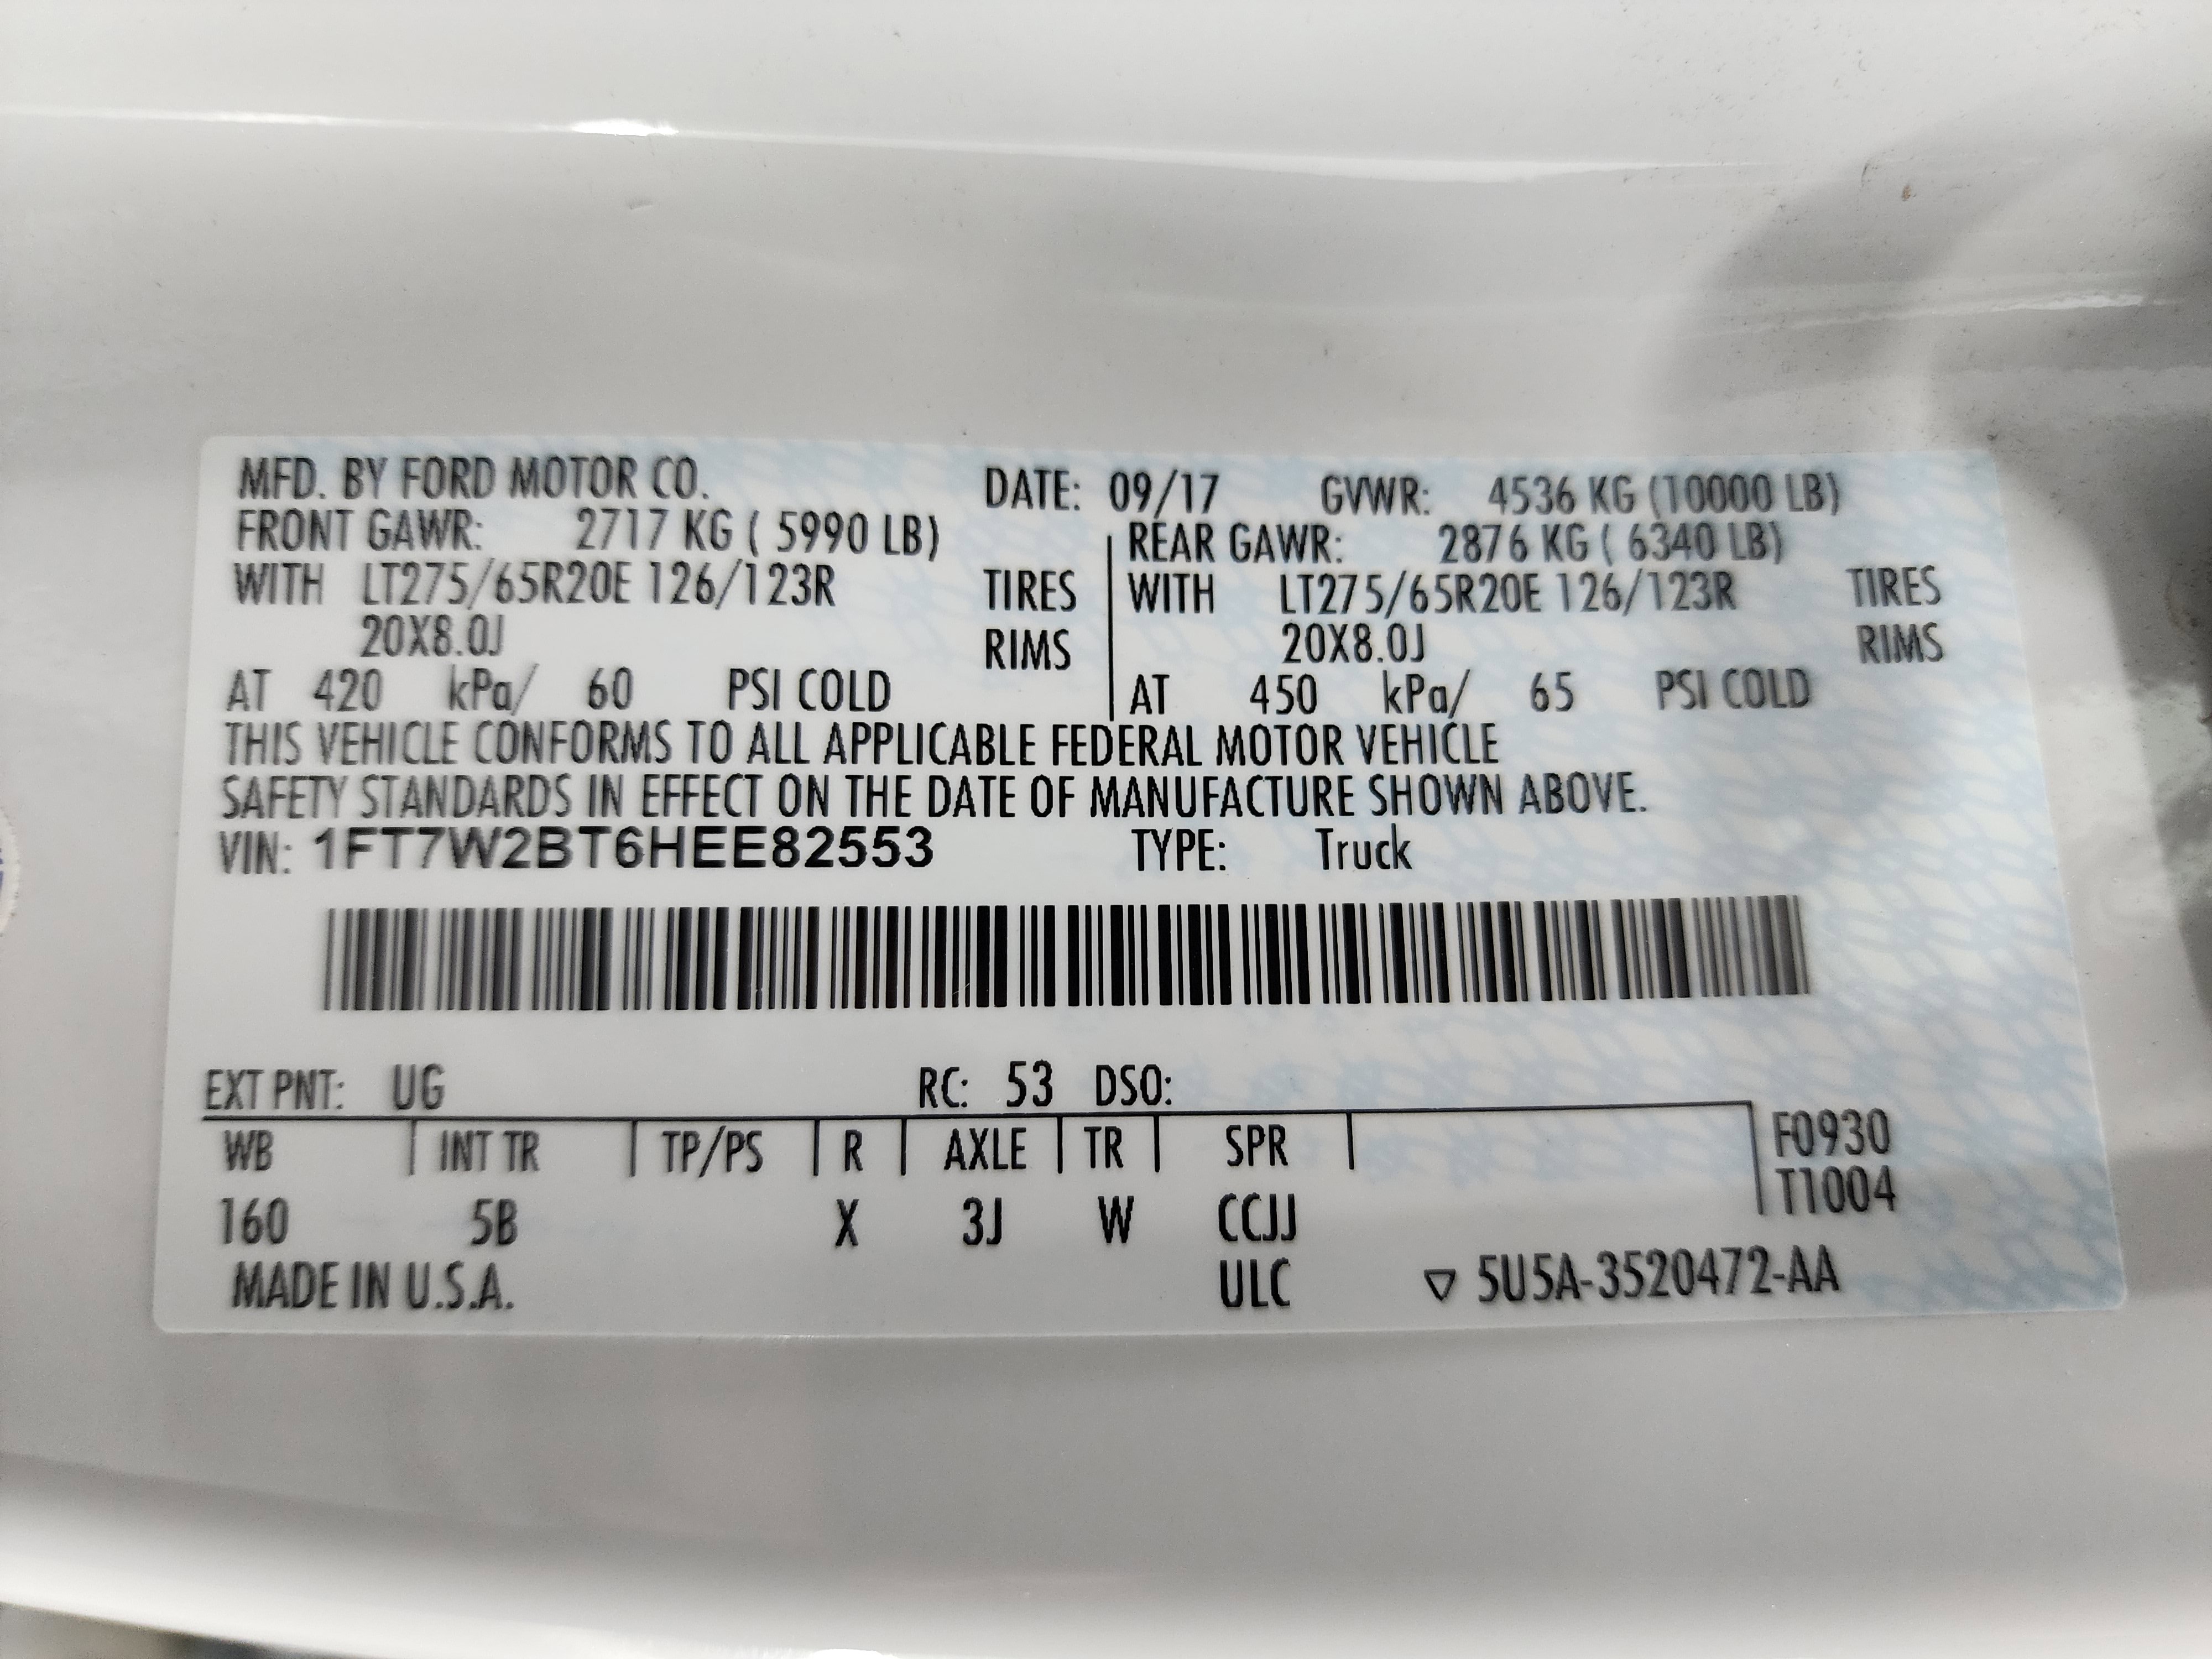 MFD. BY FORD MOTOR CO. DATE: 09/17 GVWR: 4536 KG (10000 LB)
FRONT GAWR: 2717 KG ( 5990 LB) REAR GAWR: 2876 KG ( 6340 LB)
WITH LT275/65R20E 126/123R TIRES WITH LT275/65R20E 126/123R TIRES
20X8.0J RIMS 20X8.0J RIMS
AT 420 kPa/ 60 PSI COLD AT 450 kPa/ 65 PSI COLD
THIS VEHICLE CONFORMS TO ALL APPLICABLE FEDERAL MOTOR VEHICLE
SAFETY STANDARDS IN EFFECT ON THE DATE OF MANUFACTURE SHOWN ABOVE.
VIN: 1FT7W2BT6HEE82553 TYPE: Truck
EXT PNT: UG RC: 53 DSO:
WB INT TR TP/PS R AXLE TR SPR F0930
160 5B X 3J W CCJJ T1004
MADE IN U.S.A. ULC ▽ 5U5A-3520472-AA